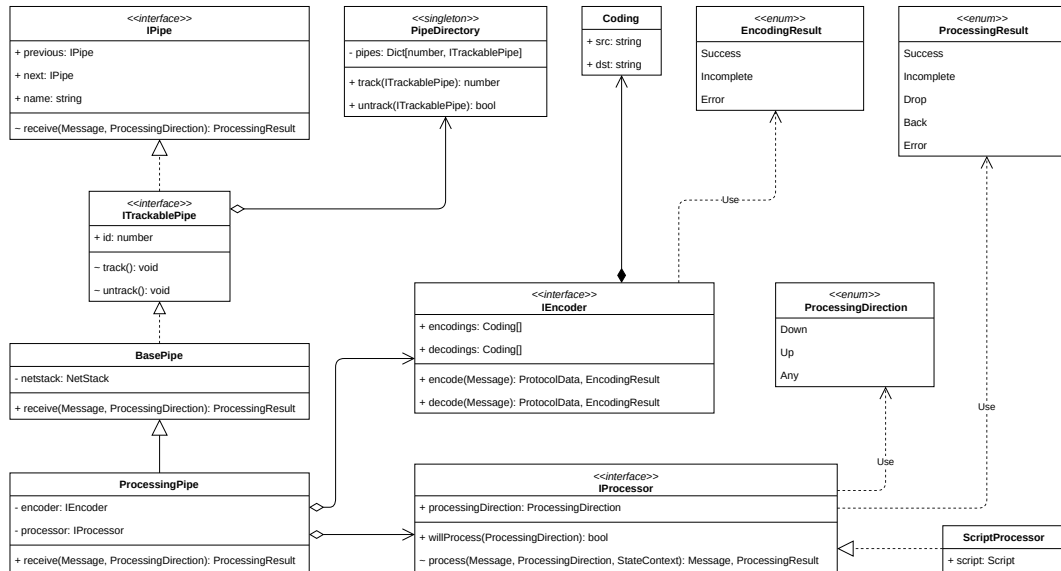 <<interface>>
IPipe
+ previous: IPipe
+ next: IPipe
+ name: string
~ receive(Message, ProcessingDirection): ProcessingResult
<<singleton>>
PipeDirectory
- pipes: Dict[number, ITrackablePipe]
+ track(ITrackablePipe): number
+ untrack(ITrackablePipe): bool
Coding
+ src: string
+ dst: string
<<enum>>
EncodingResult
Success
Incomplete
Error
<<enum>>
ProcessingResult
Success
Incomplete
Drop
Back
Error
<<interface>>
ITrackablePipe
+ id: number
~ track(): void
~ untrack(): void
Use
<<interface>>
IEncoder
+ encodings: Coding[]
+ decodings: Coding[]
+ encode(Message): ProtocolData, EncodingResult
+ decode(Message): ProtocolData, EncodingResult
<<enum>>
ProcessingDirection
Down
Up
Any
BasePipe
- netstack: NetStack
+ receive(Message, ProcessingDirection): ProcessingResult
Use
Use
ProcessingPipe
- encoder: IEncoder
- processor: IProcessor
+ receive(Message, ProcessingDirection): ProcessingResult
<<interface>>
IProcessor
+ processingDirection: ProcessingDirection
+ willProcess(ProcessingDirection): bool
~ process(Message, ProcessingDirection, StateContext): Message, ProcessingResult
ScriptProcessor
+ script: Script